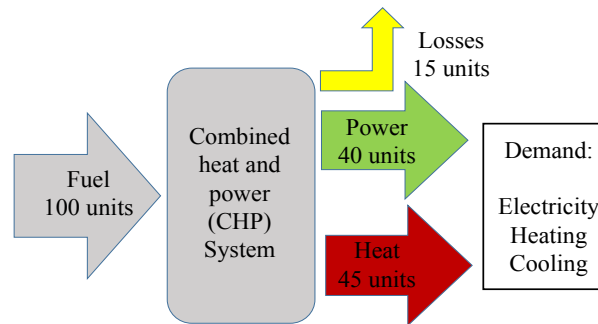 Losses
15 units
Fuel
100 units
Combined
heat and
power
(CHP)
System
Power
40 units
Heat
45 units
Demand:
Electricity
Heating
Cooling